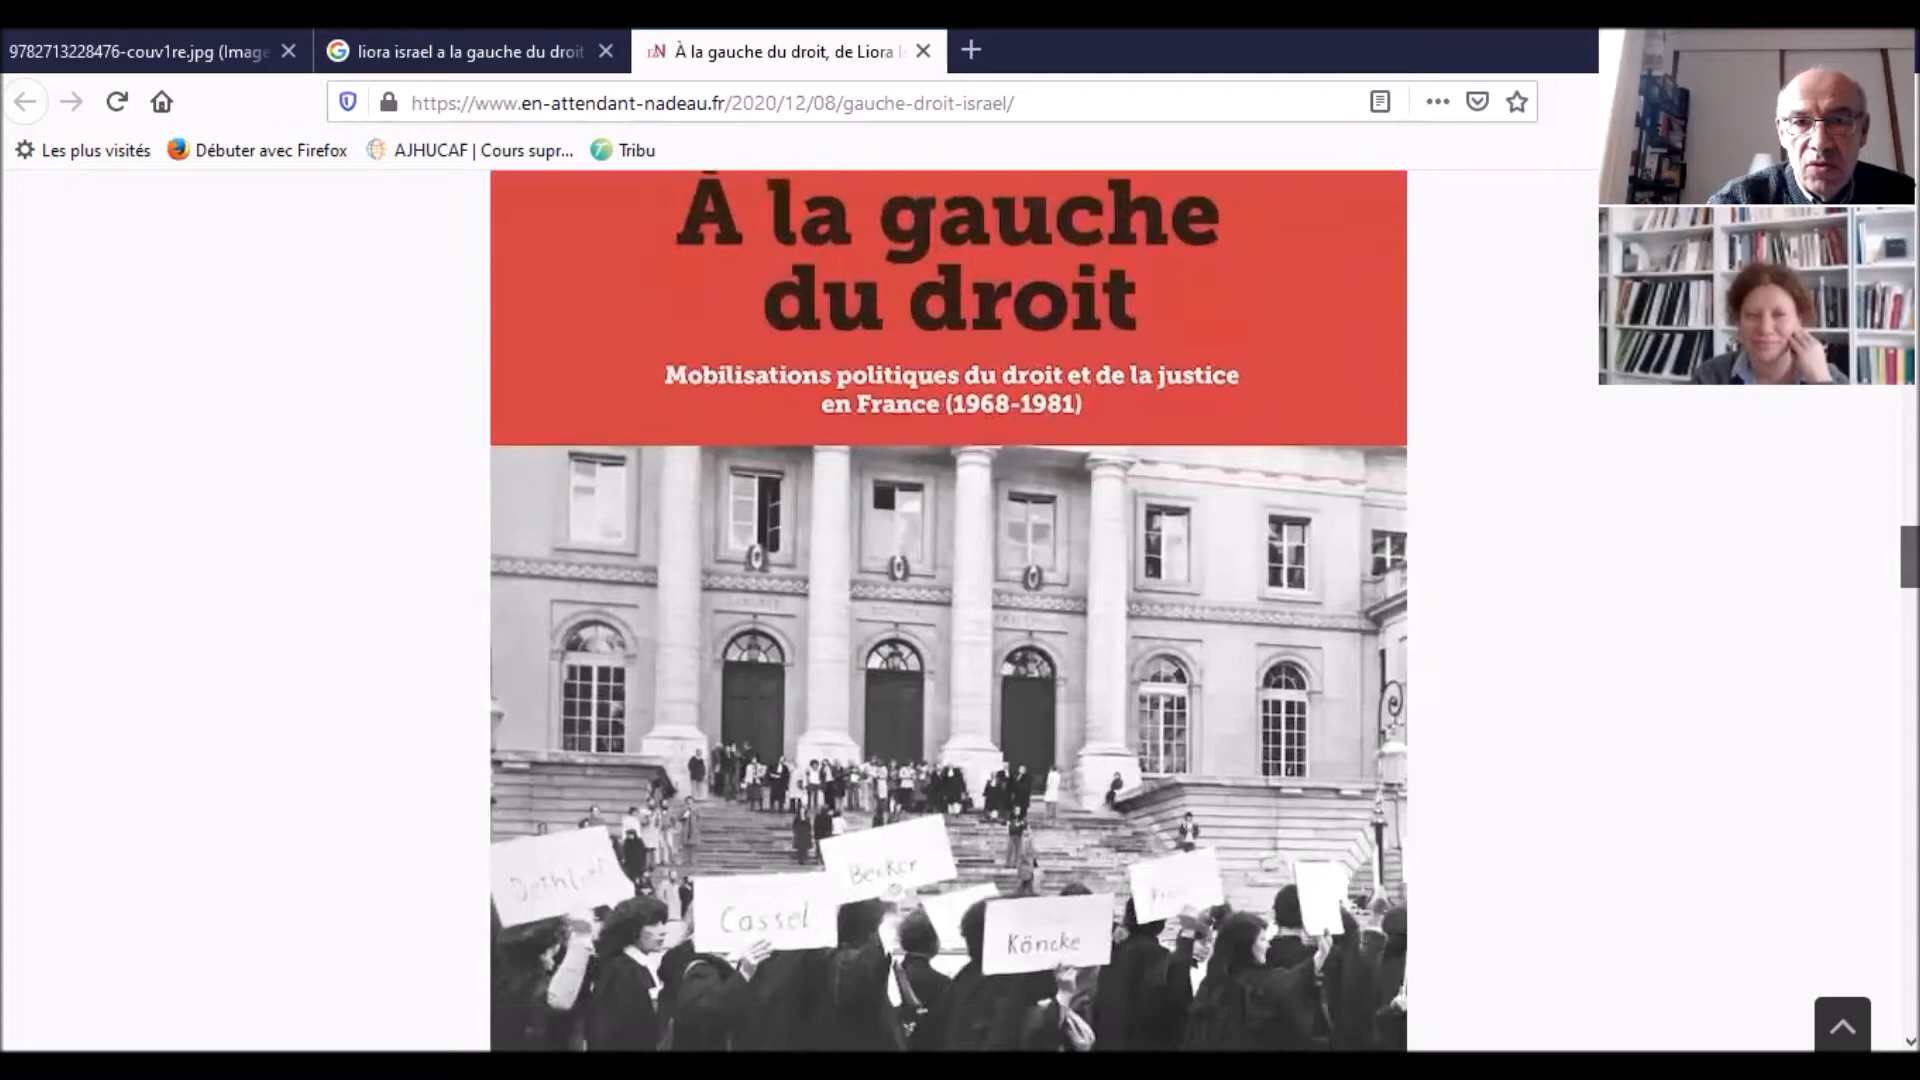 9782713228476-couv1re.jpg (Image
liora israel a la gauche du droit
À la gauche du droit, de Liora
https://www.en-attendant-nadeau.fr/2020/12/08/gauche-droit-israel/
Les plus visités
Débuter avec Firefox
AJHUCAF | Cours supr...
Tribu
À la gauche
du droit
Mobilisations politiques du droit et de la justice
en France (1968-1981)
Becker
Cassel
Köncke